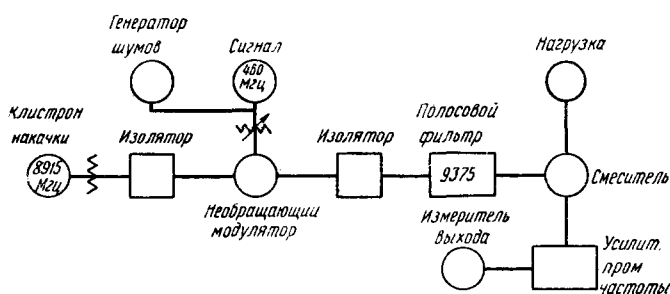 Генератор
шумов
Сигнал
460
МГц
Нагрузка
Клистрон
накачки
8915
МГц
Изолятор
Изолятор
Полосовой
фильтр
9375
Смеситель
Необращающий
модулятор
Измеритель
выхода
Усилит.
пром
частоты